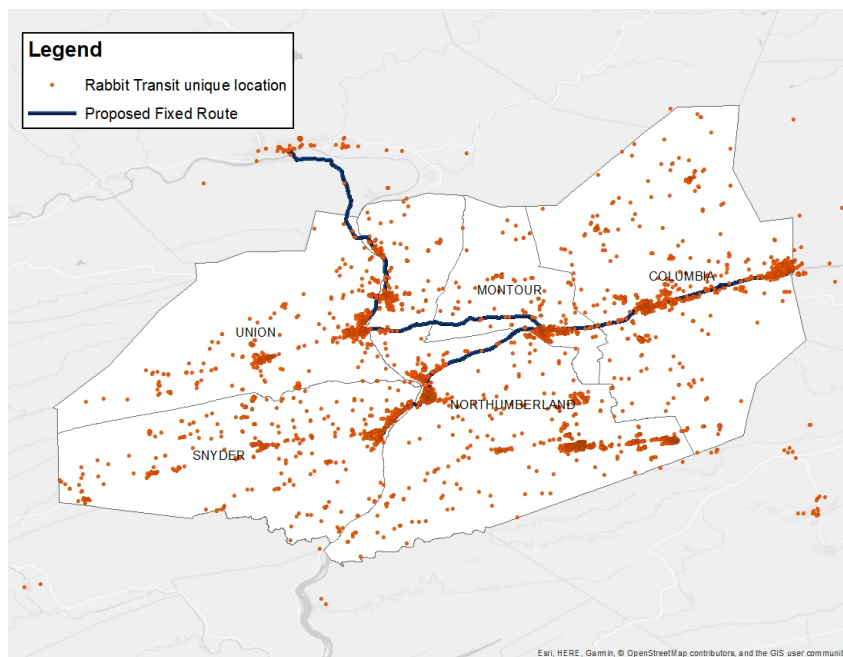 Legend
Rabbit Transit unique location
Proposed Fixed Route
COLUMBIA
MONTOUR
UNION
NORTHUMBERLAND
SNYDER
Esri, HERE, Garmin, © OpenStreetMap contributors, and the GIS user communit